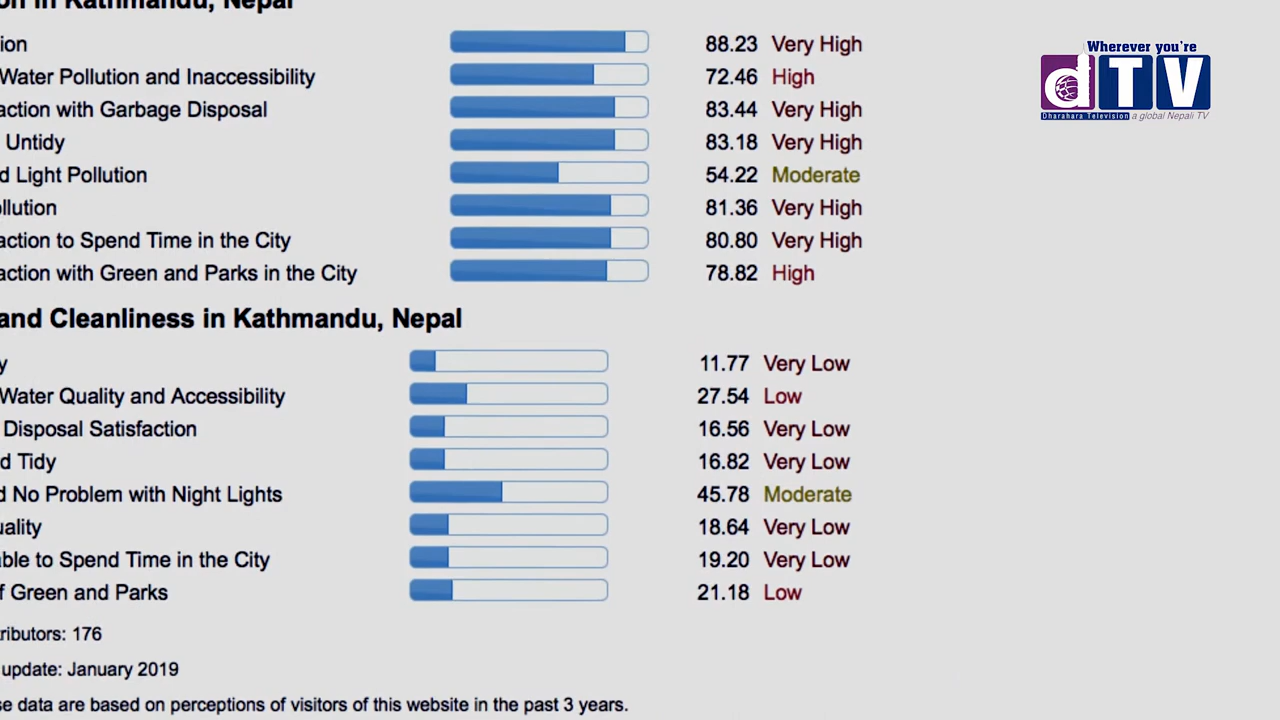 on in Kathmandu, Nepal
ion 88.23 Very High
Water Pollution and Inaccessibility 72.46 High
action with Garbage Disposal 83.44 Very High
Untidy 83.18 Very High
d Light Pollution 54.22 Moderate
ollution 81.36 Very High
action to Spend Time in the City 80.80 Very High
action with Green and Parks in the City 78.82 High
and Cleanliness in Kathmandu, Nepal
y 11.77 Very Low
Water Quality and Accessibility 27.54 Low
Disposal Satisfaction 16.56 Very Low
d Tidy 16.82 Very Low
d No Problem with Night Lights 45.78 Moderate
uality 18.64 Very Low
able to Spend Time in the City 19.20 Very Low
f Green and Parks 21.18 Low
ributors: 176
update: January 2019
se data are based on perceptions of visitors of this website in the past 3 years.
Wherever you're
dTV
Dharahara Television a global Nepali TV